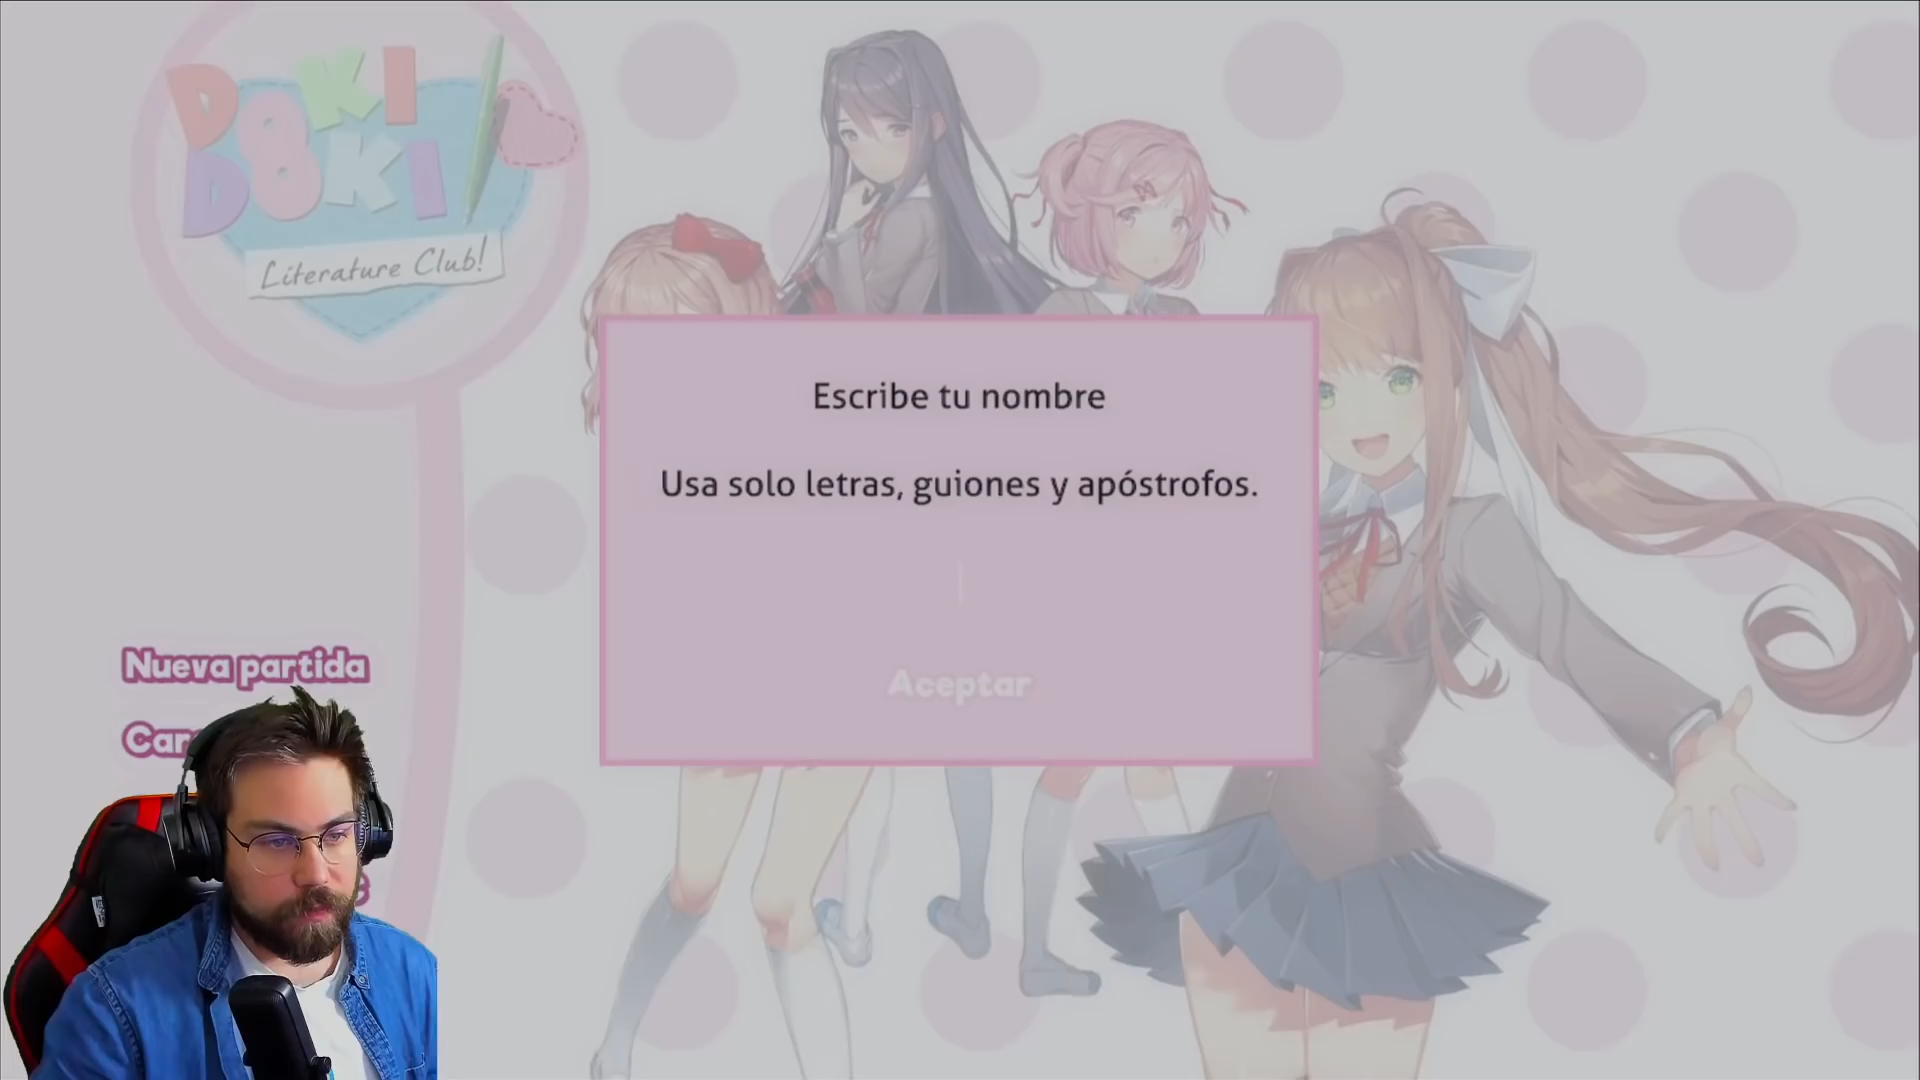 DOKI
DOKI
Literature Club!
Escribe tu nombre
Usa solo letras, guiones y apóstrofos.
Aceptar
Nueva partida